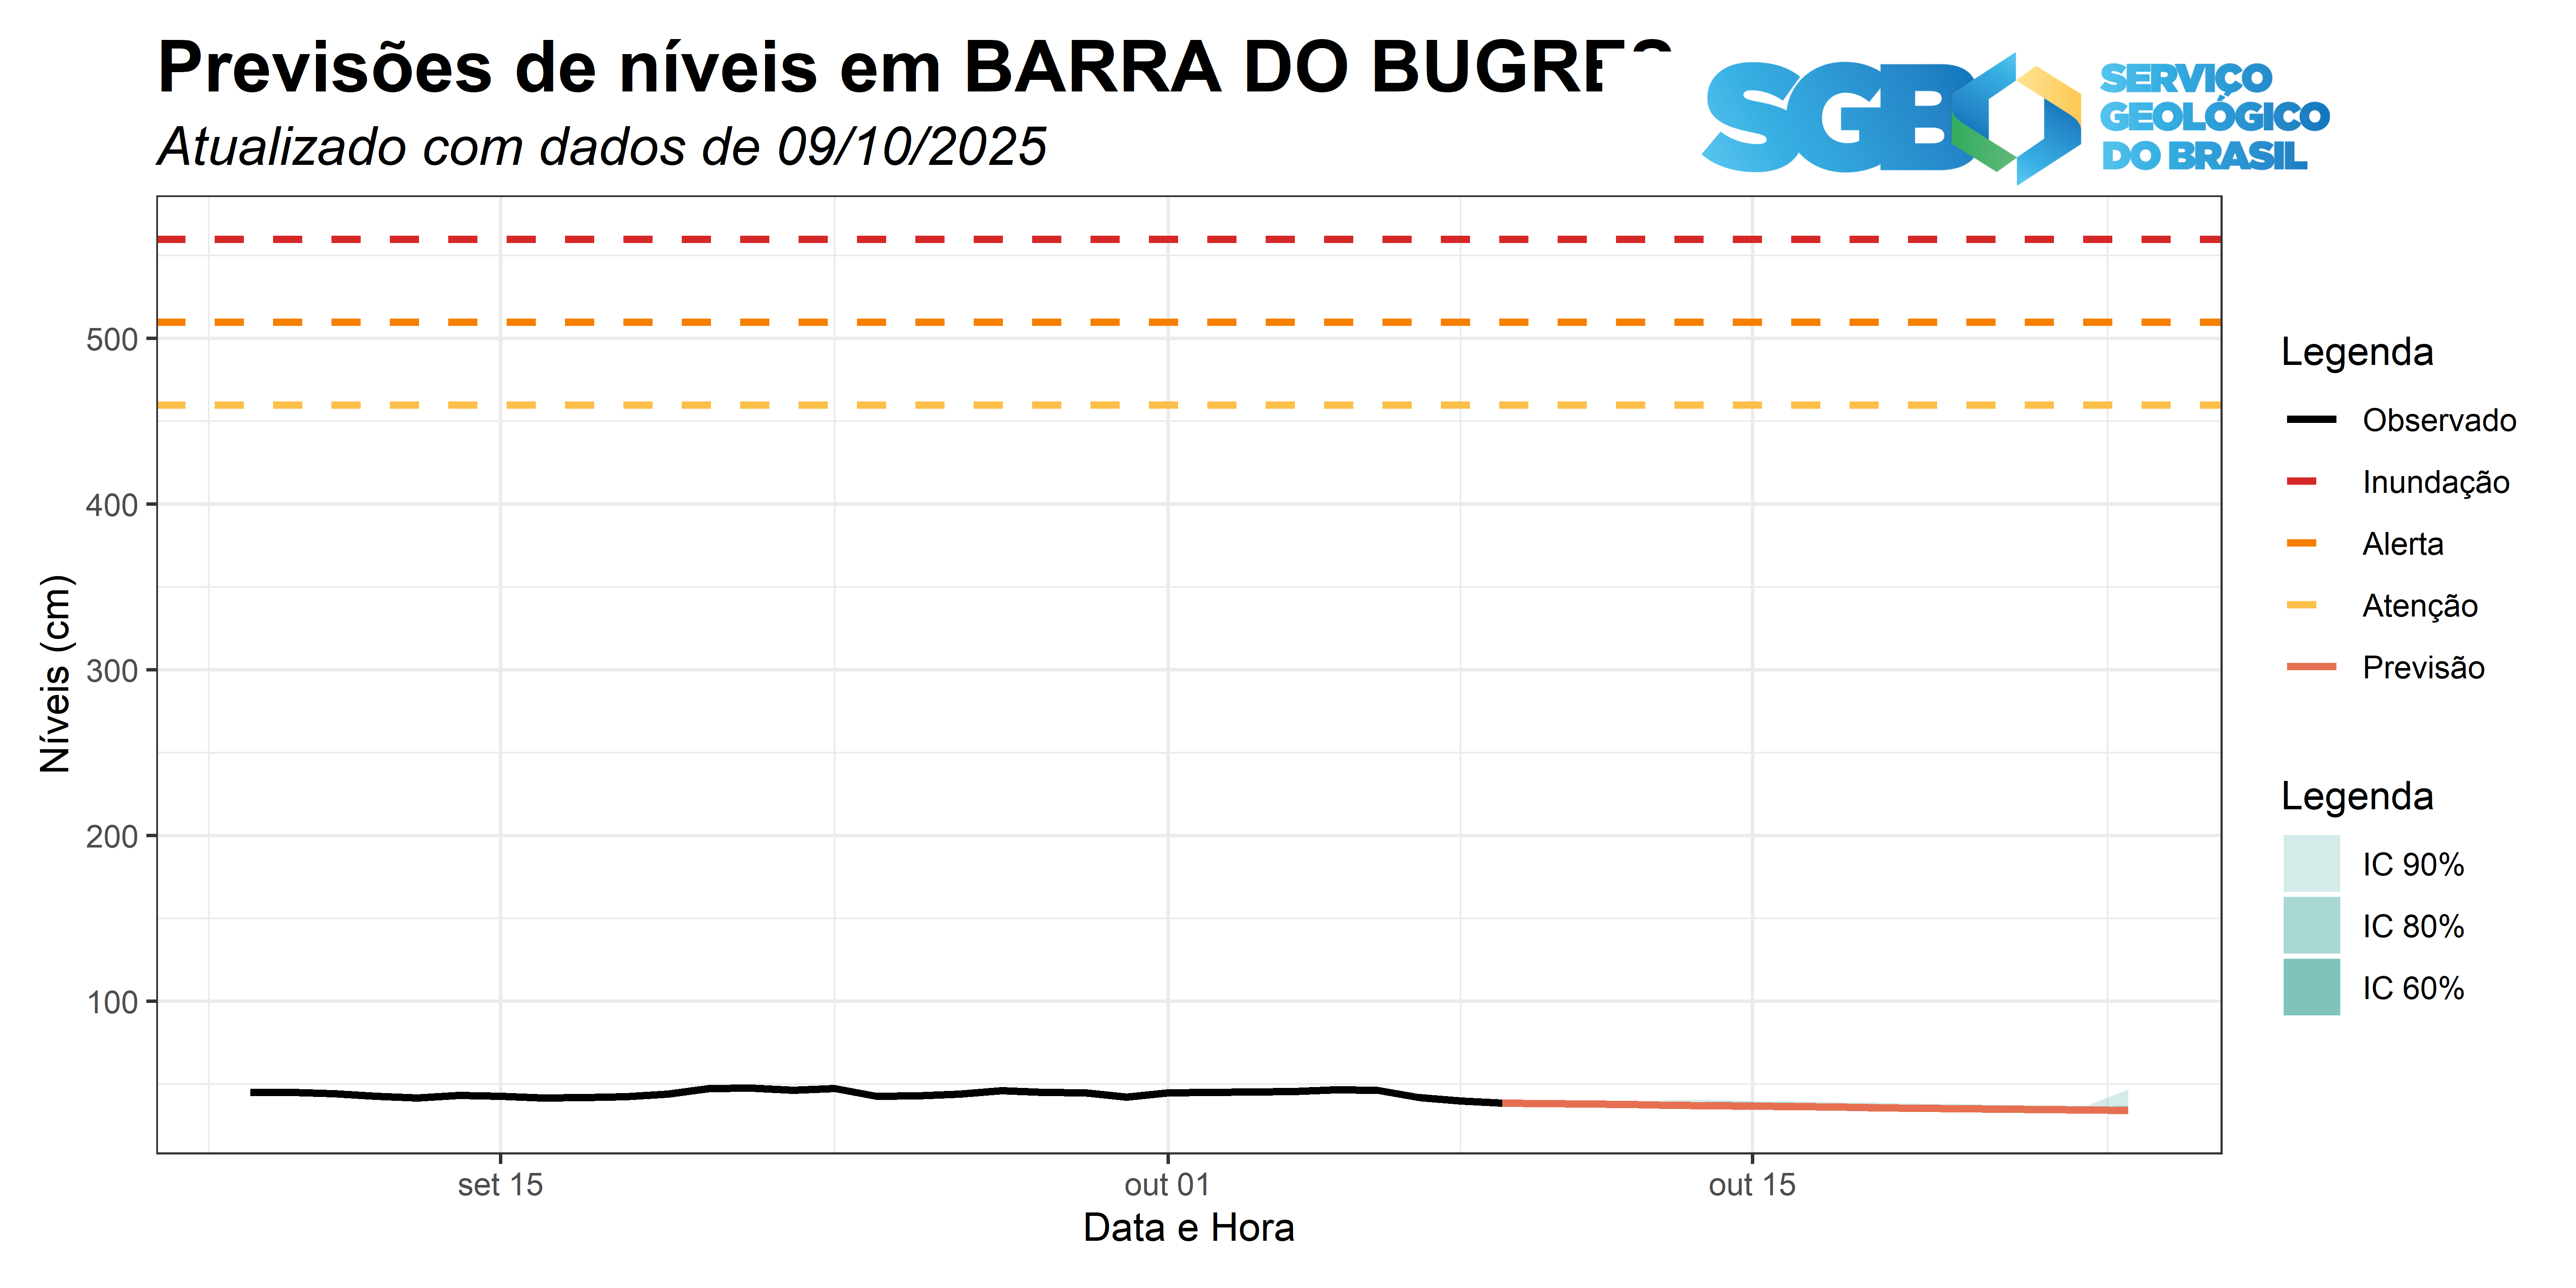 Previsões de níveis em BARRA DO BUGRES
Atualizado com dados de 09/10/2025
SGB
SERVIÇO
GEOLÓGICO
DO BRASIL
Níveis (cm)
500
400
300
200
100
set 15
out 01
out 15
Data e Hora
Legenda
Observado
Inundação
Alerta
Atenção
Previsão
Legenda
IC 90%
IC 80%
IC 60%